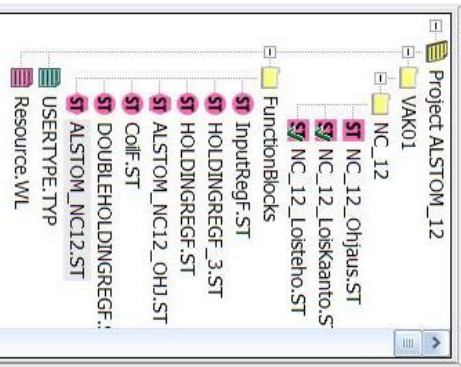 Project ALSTOM_12
VAK01
NC_12
NC_12_Ohjaus.ST
NC_12_LoisKaanto.S
NC_12_Loisteho.ST
FunctionBlocks
InputRegF.ST
HOLDINGREGF_3.ST
HOLDINGREGF.ST
ALSTOM_NC12_OHJ.ST
CoilF.ST
DOUBLEHOLDINGREGF.
ALSTOM_NC12.ST
USERTYPE.TYP
Resource.WL